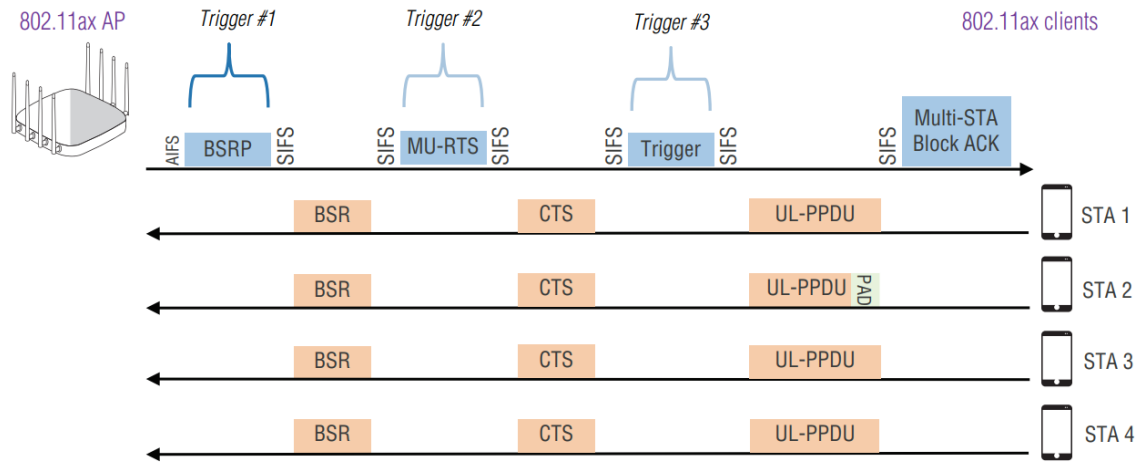 802.11ax AP
Trigger #1
Trigger #2
Trigger #3
802.11ax clients
AIFS
BSRP
SIFS
SIFS
MU-RTS
SIFS
SIFS
Trigger
SIFS
SIFS
Multi-STA
Block ACK
BSR
CTS
UL-PPDU
STA 1
BSR
CTS
UL-PPDU
PAD
STA 2
BSR
CTS
UL-PPDU
STA 3
BSR
CTS
UL-PPDU
STA 4